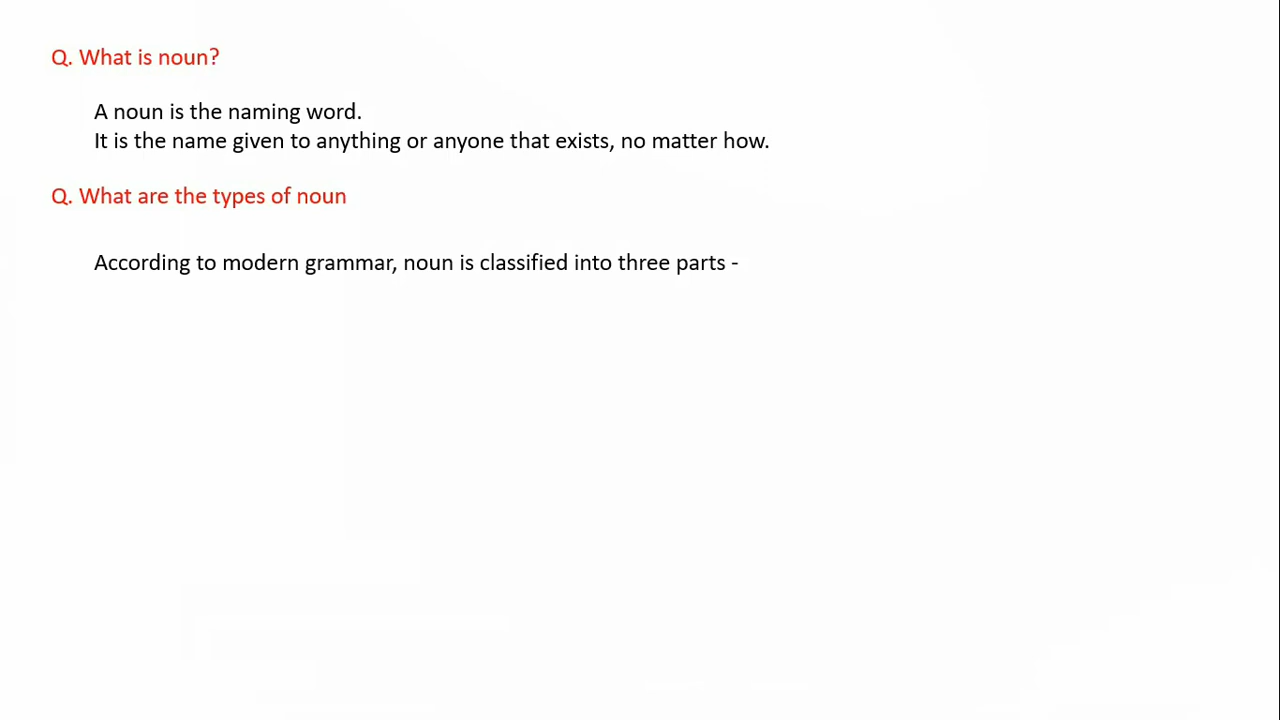 Q. What is noun?
A noun is the naming word.
It is the name given to anything or anyone that exists, no matter how.
Q. What are the types of noun
According to modern grammar, noun is classified into three parts -